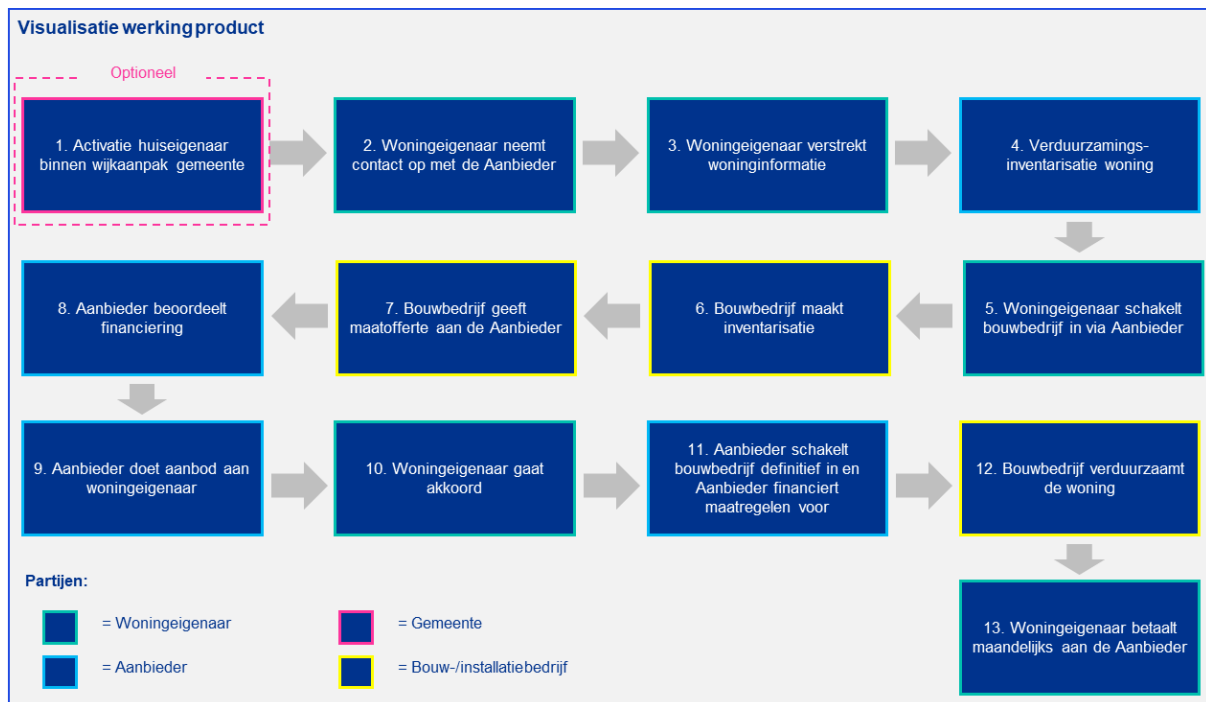 Visualisatie werking product
Optioneel
1. Activatie huiseigenaar
binnen wijkaanpak gemeente
2. Woningeigenaar neemt
contact op met de Aanbieder
3. Woningeigenaar verstrekt
woninginformatie
4. Verduurzamings-
inventarisatie woning
5. Woningeigenaar schakelt
bouwbedrijf in via Aanbieder
6. Bouwbedrijf maakt
inventarisatie
7. Bouwbedrijf geeft
maatofferte aan de Aanbieder
8. Aanbieder beoordeelt
financiering
9. Aanbieder doet aanbod aan
woningeigenaar
10. Woningeigenaar gaat
akkoord
11. Aanbieder schakelt
bouwbedrijf definitief in en
Aanbieder financiert
maatregelen voor
12. Bouwbedrijf verduurzaamt
de woning
13. Woningeigenaar betaalt
maandelijks aan de Aanbieder
Partijen:
= Woningeigenaar
= Gemeente
= Aanbieder
= Bouw-/installatiebedrijf